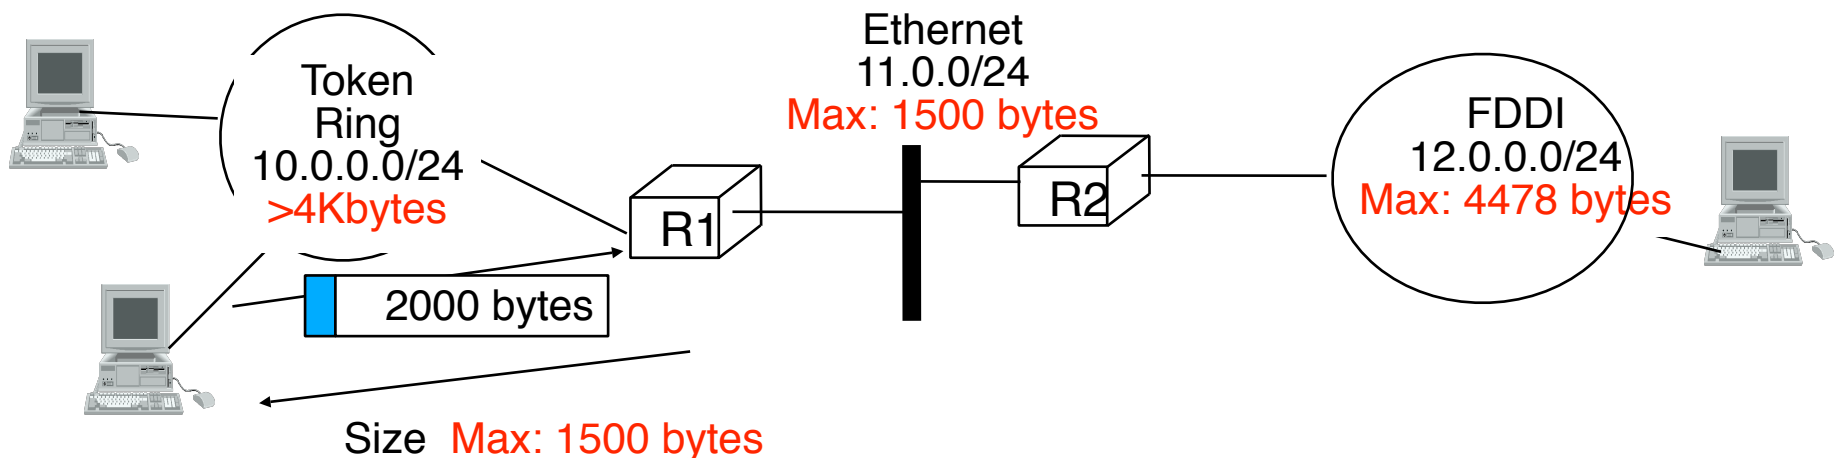 Token
Ring
10.0.0.0/24
>4Kbytes
R1
2000 bytes
Size Max: 1500 bytes
Ethernet
11.0.0/24
Max: 1500 bytes
R2
FDDI
12.0.0.0/24
Max: 4478 bytes